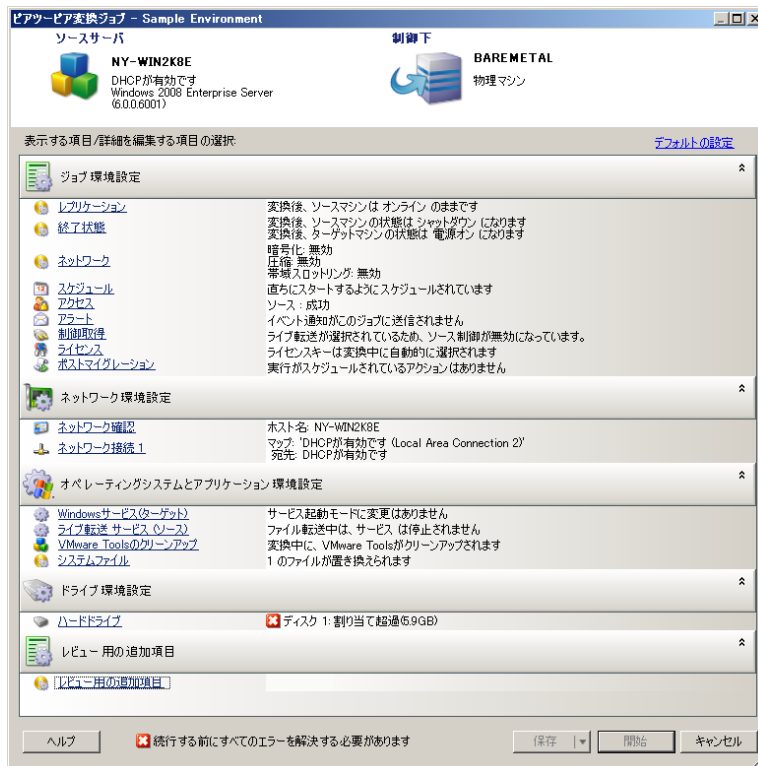 ピアツーピア変換ジョブ - Sample Environment
ソースサーバ
制御下
NY-WIN2K8E
DHCPが有効です
Windows 2008 Enterprise Server
(6.0.0.6001)
BAREMETAL
物理マシン
表示する項目/詳細を編集する項目の選択:
デフォルトの設定
ジョブ環境設定
レプリケーション 変換後、ソースマシンは オンライン のままです
終了状態 変換後、ソースマシンの状態は シャットダウン になります
変換後、ターゲットマシンの状態は 電源オン になります
ネットワーク 暗号化: 無効
圧縮: 無効
帯域スロットリング: 無効
スケジュール 直ちにスタートするようにスケジュールされています
アクセス ソース : 成功
アラート イベント通知がこのジョブに送信されません
制御取得 ライブ転送が選択されているため、ソース制御が無効になっています。
ライセンス ライセンスキーは変換中に自動的に選択されます
ポストマイグレーション 実行がスケジュールされているアクションはありません
ネットワーク環境設定
ネットワーク確認 ホスト名: NY-WIN2K8E
ネットワーク接続 1 マップ: 'DHCPが有効です (Local Area Connection 2)'
宛先: DHCPが有効です
オペレーティングシステムとアプリケーション環境設定
Windowsサービス(ターゲット) サービス起動モードに変更はありません
ライブ転送 サービス (ソース) ファイル転送中は、サービス は停止されません
VMware Toolsのクリーンアップ 変換中に、VMware Toolsがクリーンアップされます
システムファイル 1 のファイルが置き換えられます
ドライブ環境設定
ハードドライブ ディスク 1: 割り当て超過(5.9GB)
レビュー用の追加項目
レビュー用の追加項目
ヘルプ
続行する前にすべてのエラーを解決する必要があります
保存
開始
キャンセル